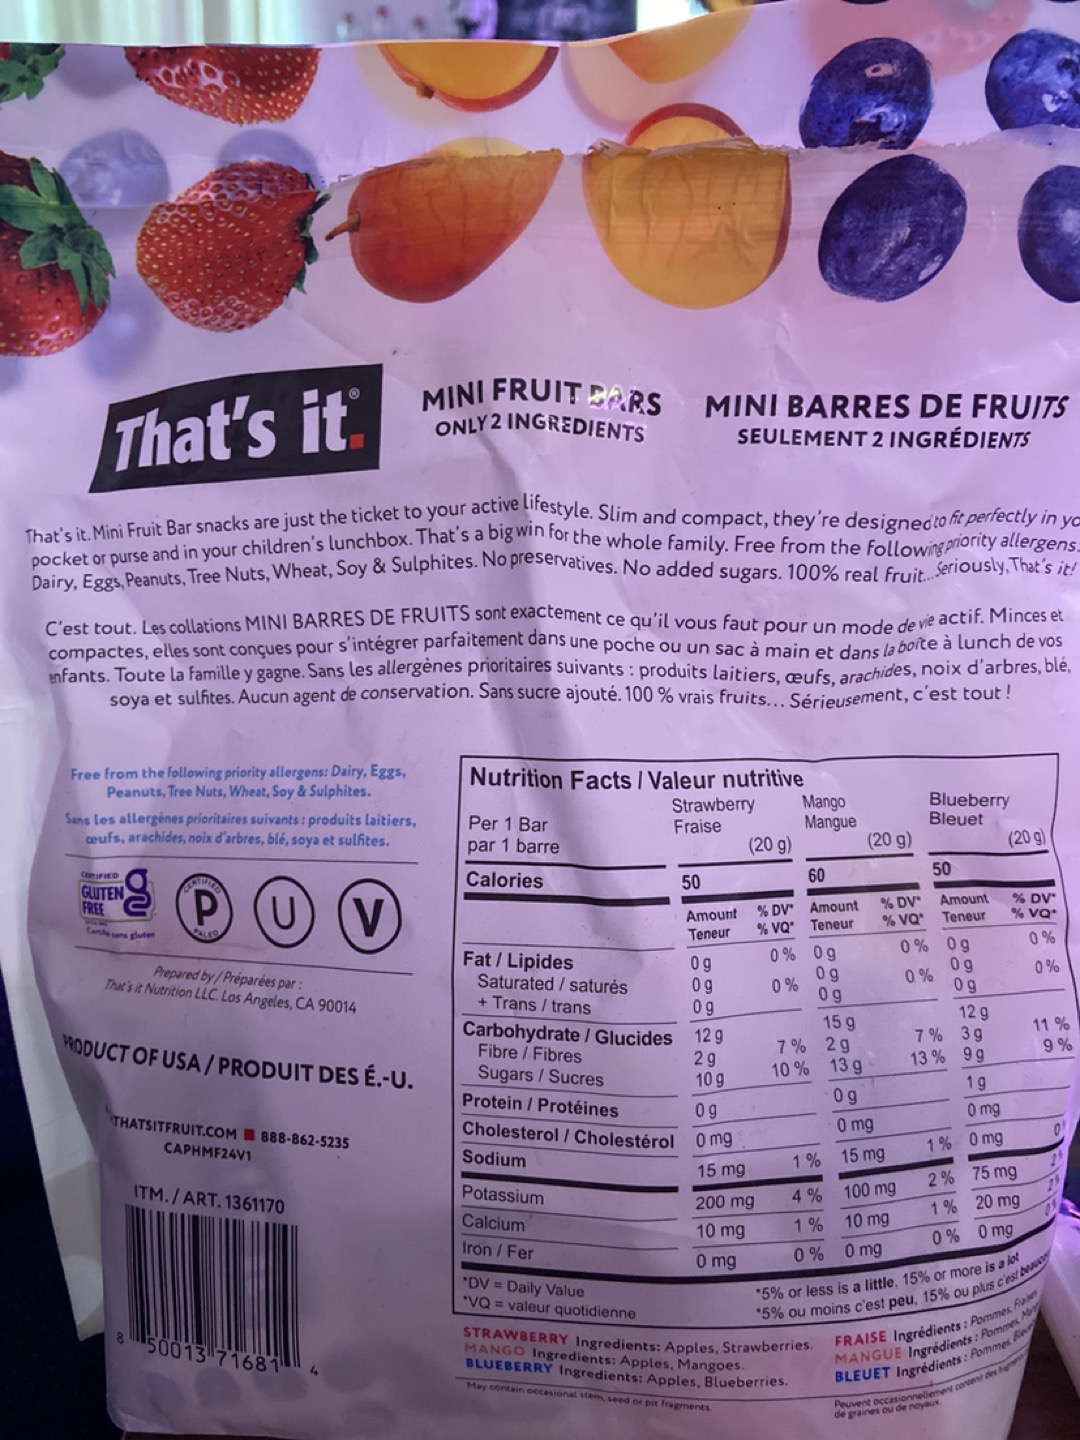 That's it.®
MINI FRUIT BARS
ONLY 2 INGREDIENTS
MINI BARRES DE FRUITS
SEULEMENT 2 INGRÉDIENTS
That's it. Mini Fruit Bar snacks are just the ticket to your active lifestyle. Slim and compact, they're designed to fit perfectly in
pocket or purse and in your children's lunchbox. That's a big win for the whole family. Free from the following priority allergens:
Dairy, Eggs, Peanuts, Tree Nuts, Wheat, Soy & Sulphites. No preservatives. No added sugars. 100% real fruit... Seriously, That's it!
C'est tout. Les collations MINI BARRES DE FRUITS sont exactement ce qu'il vous faut pour un mode de vie actif. Minces et
compactes, elles sont conçues pour s'intégrer parfaitement dans une poche ou un sac à main et dans la boîte à lunch de vos
enfants. Toute la famille y gagne. Sans les allergènes prioritaires suivants : produits laitiers, œufs, arachides, noix d'arbres, blé,
soya et sulfites. Aucun agent de conservation. Sans sucre ajouté. 100 % vrais fruits... Sérieusement, c'est tout !
Free from the following priority allergens: Dairy, Eggs,
Peanuts, Tree Nuts, Wheat, Soy & Sulphites.
Sans les allergènes prioritaires suivants : produits laitiers,
œufs, arachides, noix d'arbres, blé, soya et sulfites.
CERTIFIED
GLUTEN
FREE
sans gluten
CERTIFIED
P
PALEO
U
V
Prepared by / Préparées par :
That's it Nutrition LLC. Los Angeles, CA 90014
PRODUCT OF USA / PRODUIT DES É.-U.
THATSITFRUIT.COM 888-862-5235
CAPHMF24V1
ITM. / ART. 1361170
8 50013 71681 4
Nutrition Facts / Valeur nutritive
Per 1 Bar
par 1 barre
Strawberry
Fraise
(20 g)
Mango
Mangue
(20 g)
Blueberry
Bleuet
(20 g)
Calories 50 60 50
Amount % DV* Amount % DV* Amount % DV*
Teneur % VQ* Teneur % VQ* Teneur % VQ*
Fat / Lipides 0 g 0 % 0 g 0 % 0 g 0 %
Saturated / saturés 0 g 0 % 0 g 0 % 0 g 0 %
+ Trans / trans 0 g 0 g 0 g
Carbohydrate / Glucides 12 g 15 g 12 g
Fibre / Fibres 2 g 7 % 2 g 7 % 3 g 11 %
Sugars / Sucres 10 g 10 % 13 g 13 % 9 g 9 %
Protein / Protéines 0 g 0 g 1 g
Cholesterol / Cholestérol 0 mg 0 mg 0 mg
Sodium 15 mg 1 % 15 mg 1 % 0 mg
Potassium 200 mg 4 % 100 mg 2 % 75 mg
Calcium 10 mg 1 % 10 mg 1 % 20 mg
Iron / Fer 0 mg 0 % 0 mg 0 % 0 mg
*DV = Daily Value
*VQ = valeur quotidienne
*5% or less is a little, 15% or more is a lot
*5% ou moins c'est peu, 15% ou plus c'est
STRAWBERRY Ingredients: Apples, Strawberries.
MANGO Ingredients: Apples, Mangoes.
BLUEBERRY Ingredients: Apples, Blueberries.
May contain occasional stem, seed or pit fragments.
FRAISE Ingrédients : Pommes,
MANGUE Ingrédients : Pommes,
BLEUET Ingrédients : Pommes,
Peuvent occasionnellement contenir des
de graines ou de noyaux.